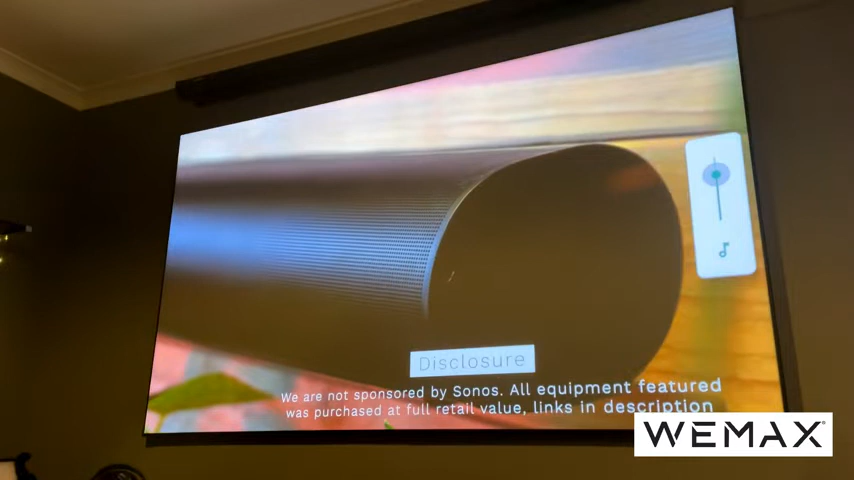 Disclosure
We are not sponsored by Sonos. All equipment featured
was purchased at full retail value, links in description
WEMAX